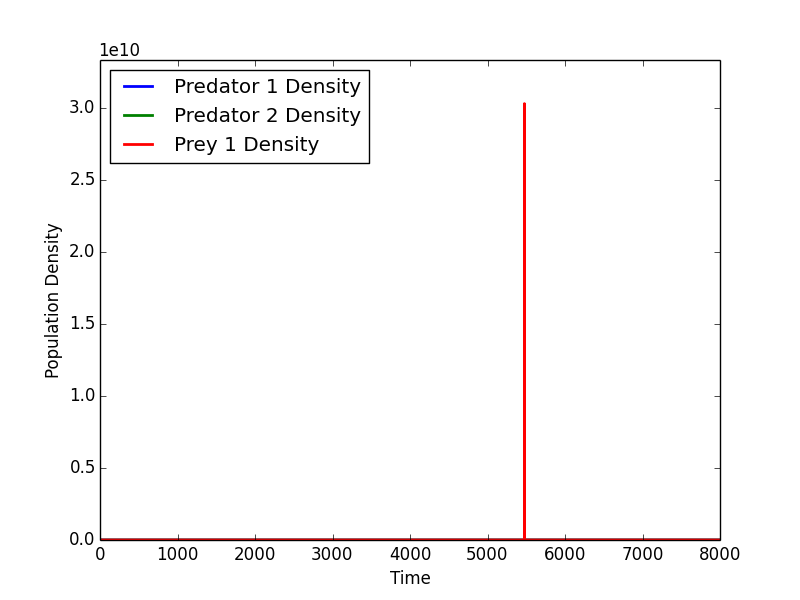 1e10
Predator 1 Density
Predator 2 Density
Prey 1 Density
3.0
2.5
2.0
1.5
1.0
0.5
0.0
Population Density
0 1000 2000 3000 4000 5000 6000 7000 8000
Time